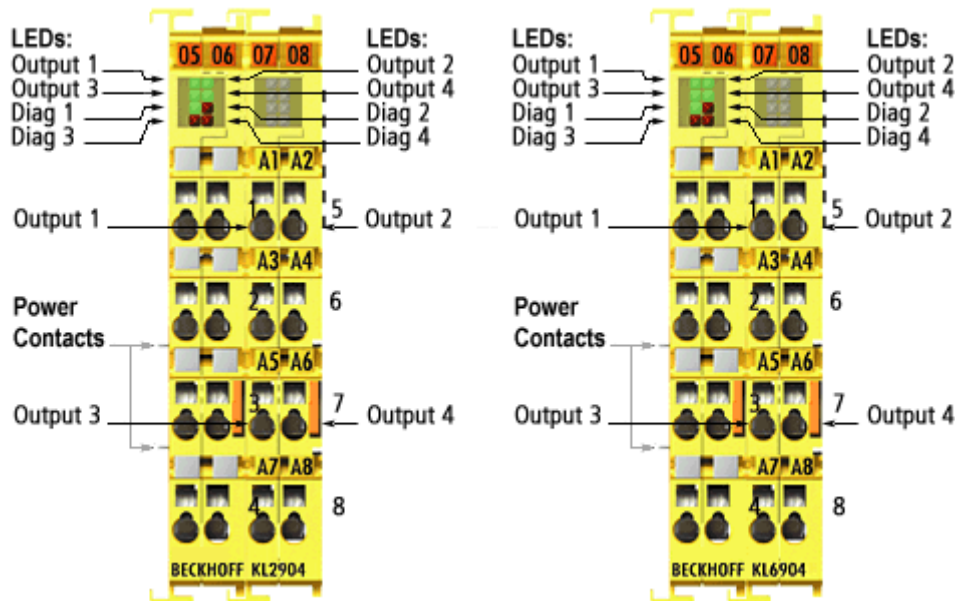 LEDs:
Output 1
Output 3
Diag 1
Diag 3
05 06 07 08
LEDs:
Output 2
Output 4
Diag 2
Diag 4
A1 A2
Output 1
1
5
Output 2
A3 A4
2
6
Power
Contacts
A5 A6
Output 3
3
7
Output 4
A7 A8
4
8
BECKHOFF KL2904
LEDs:
Output 1
Output 3
Diag 1
Diag 3
05 06 07 08
LEDs:
Output 2
Output 4
Diag 2
Diag 4
A1 A2
Output 1
1
5
Output 2
A3 A4
2
6
Power
Contacts
A5 A6
Output 3
3
7
Output 4
A7 A8
4
8
BECKHOFF KL6904